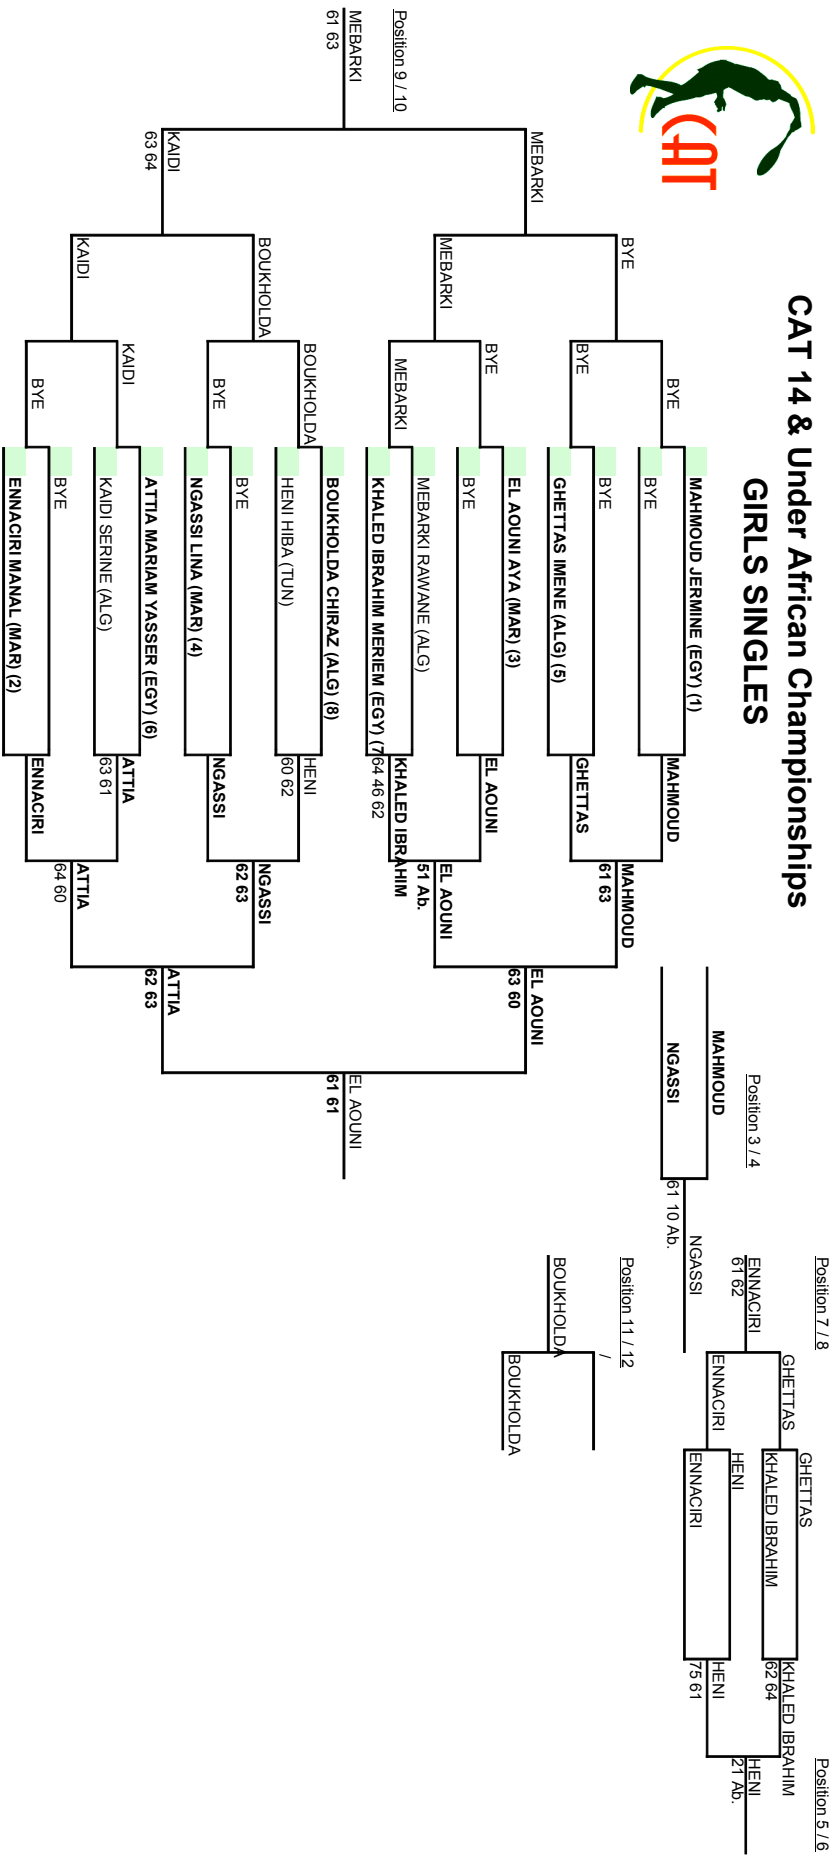 CAT
CAT 14 & Under African Championships
GIRLS SINGLES
Position 9 / 10
MEBARKI
61 63
MEBARKI
KAIDI
63 64
BYE
MEBARKI
BOUKHOLDA
KAIDI
BYE
BYE
BYE
MEBARKI
BOUKHOLDA
BYE
KAIDI
BYE
MAHMOUD JERMINE (EGY) (1)
BYE
BYE
GHETTAS IMENE (ALG) (5)
EL AOUNI AYA (MAR) (3)
BYE
MEBARKI RAWANE (ALG)
KHALED IBRAHIM MERIEM (EGY) (7
BOUKHOLDA CHIRAZ (ALG) (8)
HENI HIBA (TUN)
BYE
NGASSI LINA (MAR) (4)
ATTIA MARIAM YASSER (EGY) (6)
KAIDI SERINE (ALG)
BYE
ENNACIRI MANAL (MAR) (2)
MAHMOUD
GHETTAS
EL AOUNI
KHALED IBRAHIM
64 46 62
HENI
60 62
NGASSI
ATTIA
63 61
ENNACIRI
MAHMOUD
61 63
EL AOUNI
51 Ab.
NGASSI
62 63
ATTIA
64 60
EL AOUNI
63 60
ATTIA
62 63
EL AOUNI
61 61
Position 3 / 4
MAHMOUD
NGASSI
NGASSI
61 10 Ab.
Position 7 / 8
ENNACIRI
61 62
GHETTAS
ENNACIRI
GHETTAS
KHALED IBRAHIM
HENI
ENNACIRI
KHALED IBRAHIM
62 64
HENI
75 61
Position 5 / 6
HENI
21 Ab.
Position 11 / 12
/
BOUKHOLDA
BOUKHOLDA